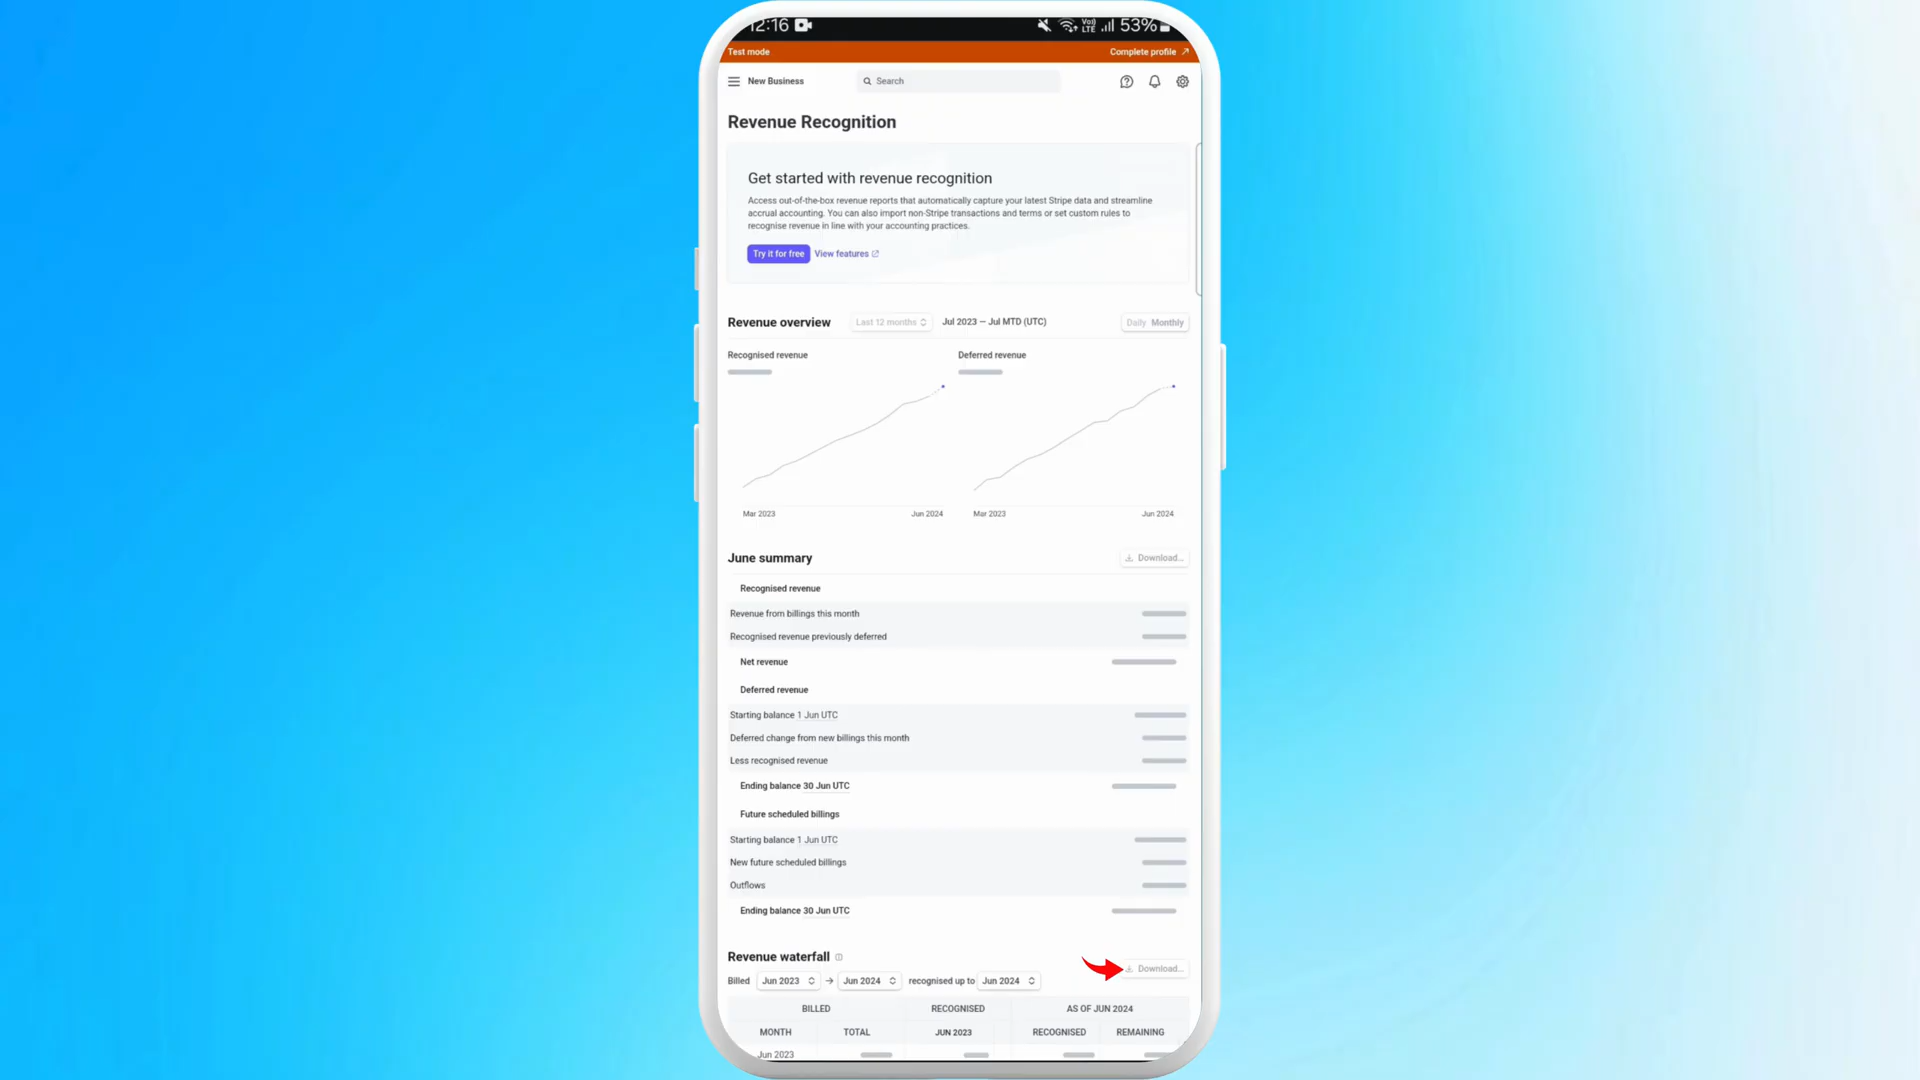 12:16 Vo) LTE 53%
Test mode Complete profile
New Business Search
Revenue Recognition
Get started with revenue recognition
Access out-of-the-box revenue reports that automatically capture your latest Stripe data and streamline
accrual accounting. You can also import non-Stripe transactions and terms or set custom rules to
recognise revenue in line with your accounting practices.
Try it for free View features
Revenue overview Last 12 months Jul 2023 – Jul MTD (UTC) Daily Monthly
Recognised revenue Deferred revenue
Mar 2023 Jun 2024 Mar 2023 Jun 2024
June summary Download...
Recognised revenue
Revenue from billings this month
Recognised revenue previously deferred
Net revenue
Deferred revenue
Starting balance 1 Jun UTC
Deferred change from new billings this month
Less recognised revenue
Ending balance 30 Jun UTC
Future scheduled billings
Starting balance 1 Jun UTC
New future scheduled billings
Outflows
Ending balance 30 Jun UTC
Revenue waterfall Download...
Billed Jun 2023 → Jun 2024 recognised up to Jun 2024
BILLED RECOGNISED AS OF JUN 2024
MONTH TOTAL JUN 2023 RECOGNISED REMAINING
Jun 2023